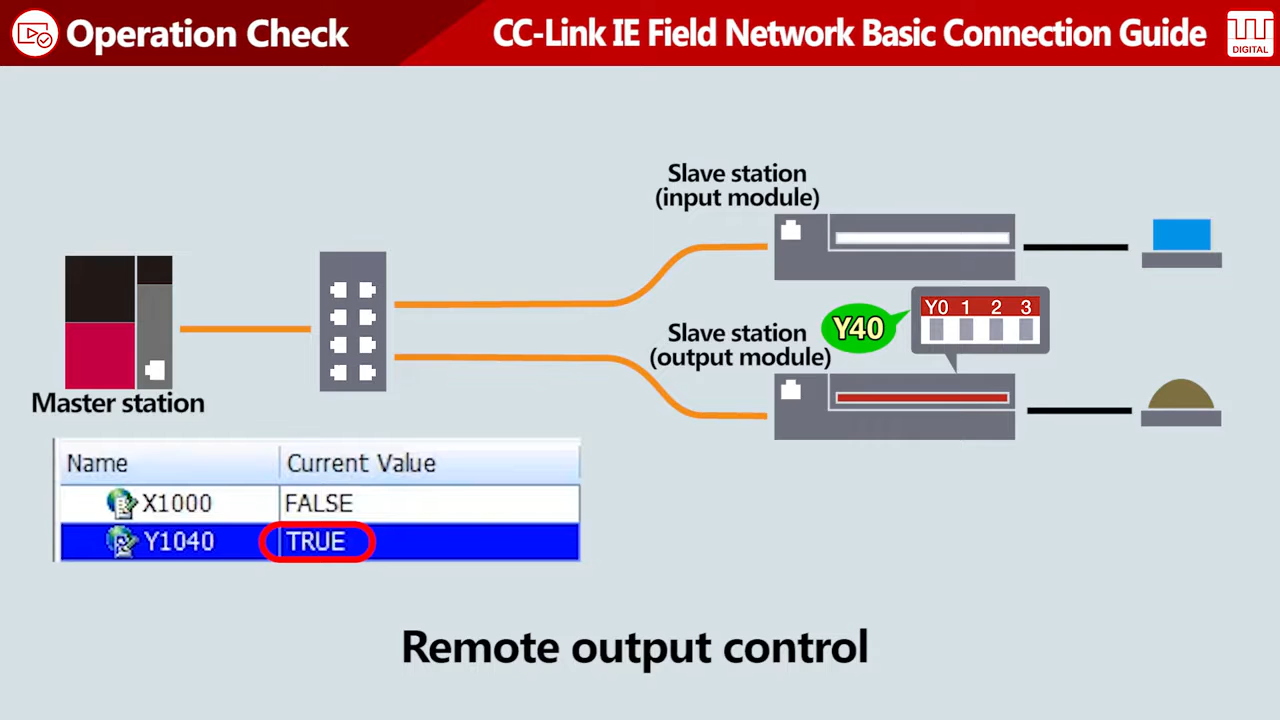 Operation Check
CC-Link IE Field Network Basic Connection Guide
DIGITAL
Slave station
(input module)
Y0 1 2 3
Y40
Slave station
(output module)
Master station
Name Current Value
X1000 FALSE
Y1040 TRUE
Remote output control